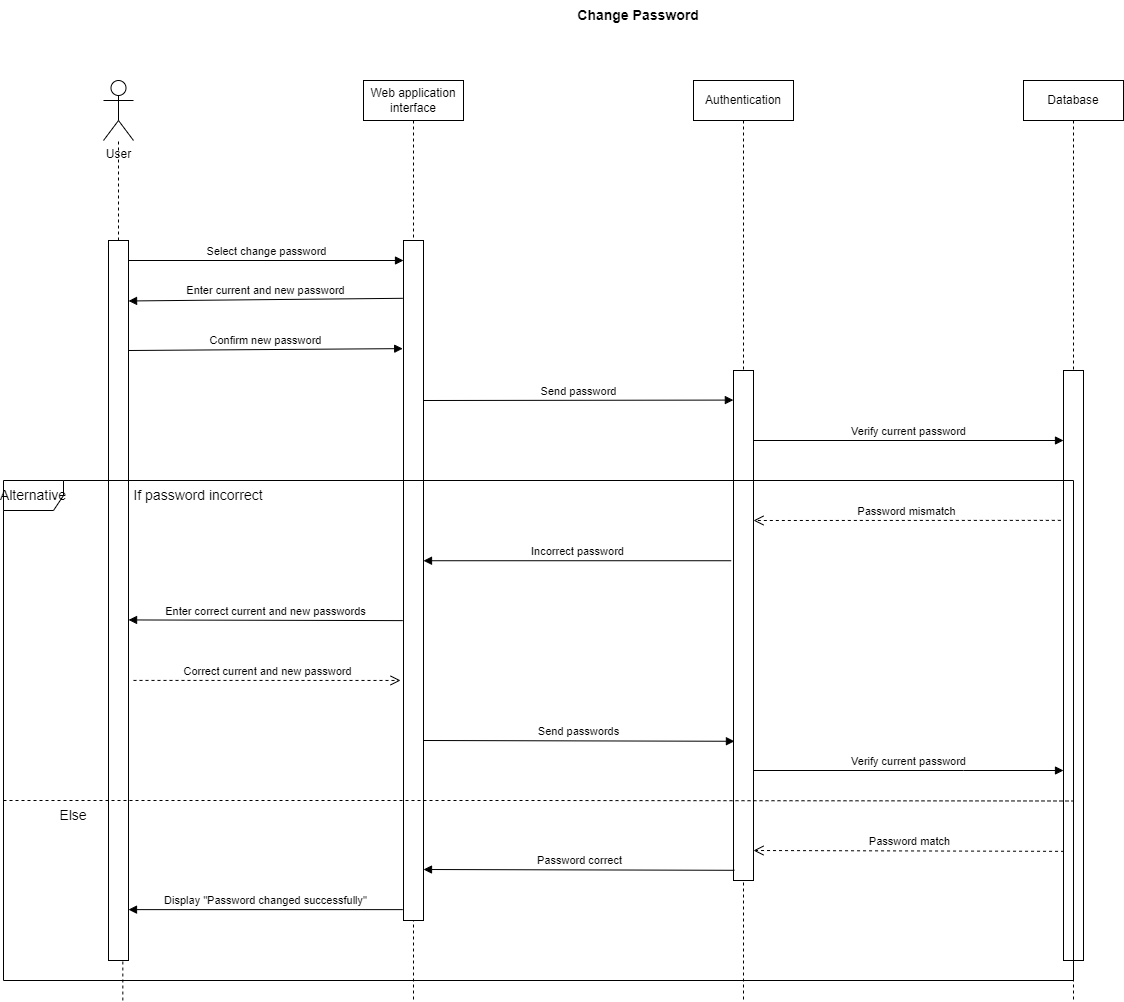 Change Password
Web application
interface
Authentication
Database
User
Select change password
Enter current and new password
Confirm new password
Send password
Verify current password
Alternative
If password incorrect
Password mismatch
Incorrect password
Enter correct current and new passwords
Correct current and new password
Send passwords
Verify current password
Else
Password match
Password correct
Display "Password changed successfully"